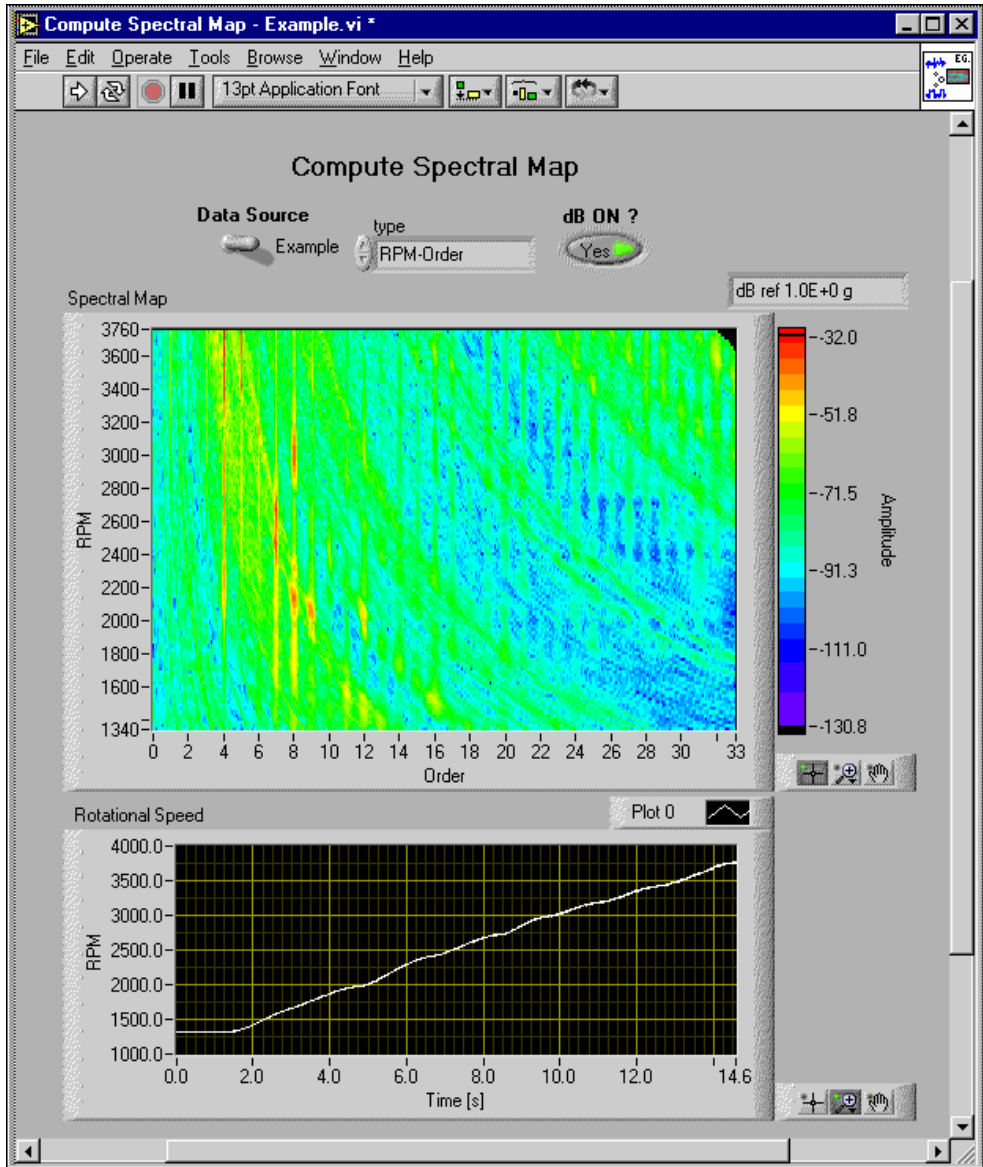 Compute Spectral Map - Example.vi *
File Edit Operate Tools Browse Window Help
EG.
13pt Application Font
Compute Spectral Map
Data Source
Example
type
RPM-Order
dB ON ?
Yes
dB ref 1.0E+0 g
Spectral Map
3760
3600
3400
3200
3000
2800
2600
2400
2200
2000
1800
1600
1340
RPM
0 2 4 6 8 10 12 14 16 18 20 22 24 26 28 30 33
Order
-32.0
-51.8
-71.5
-91.3
-111.0
-130.8
Amplitude
Rotational Speed
Plot 0
4000.0
3500.0
3000.0
2500.0
2000.0
1500.0
1000.0
RPM
0.0 2.0 4.0 6.0 8.0 10.0 12.0 14.6
Time [s]